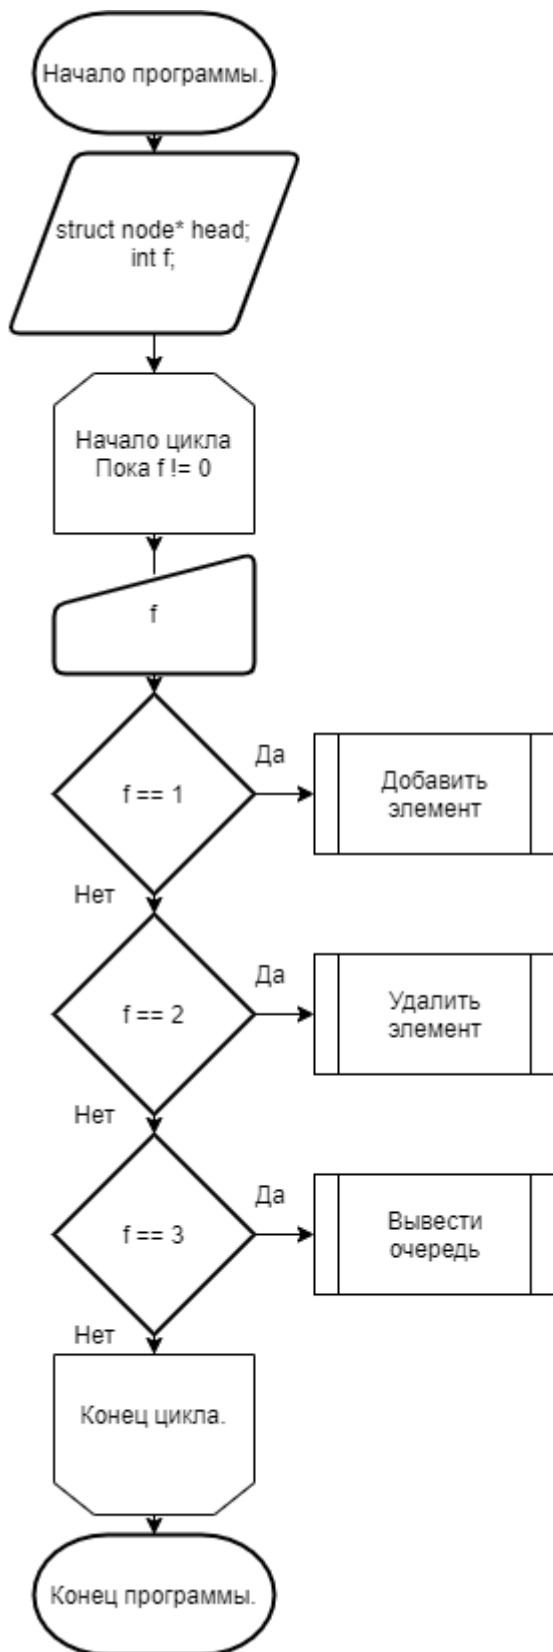 Начало программы.
struct node* head;
int f;
Начало цикла
Пока f != 0
f
f == 1
Да
Добавить
элемент
Нет
f == 2
Да
Удалить
элемент
Нет
f == 3
Да
Вывести
очередь
Нет
Конец цикла.
Конец программы.